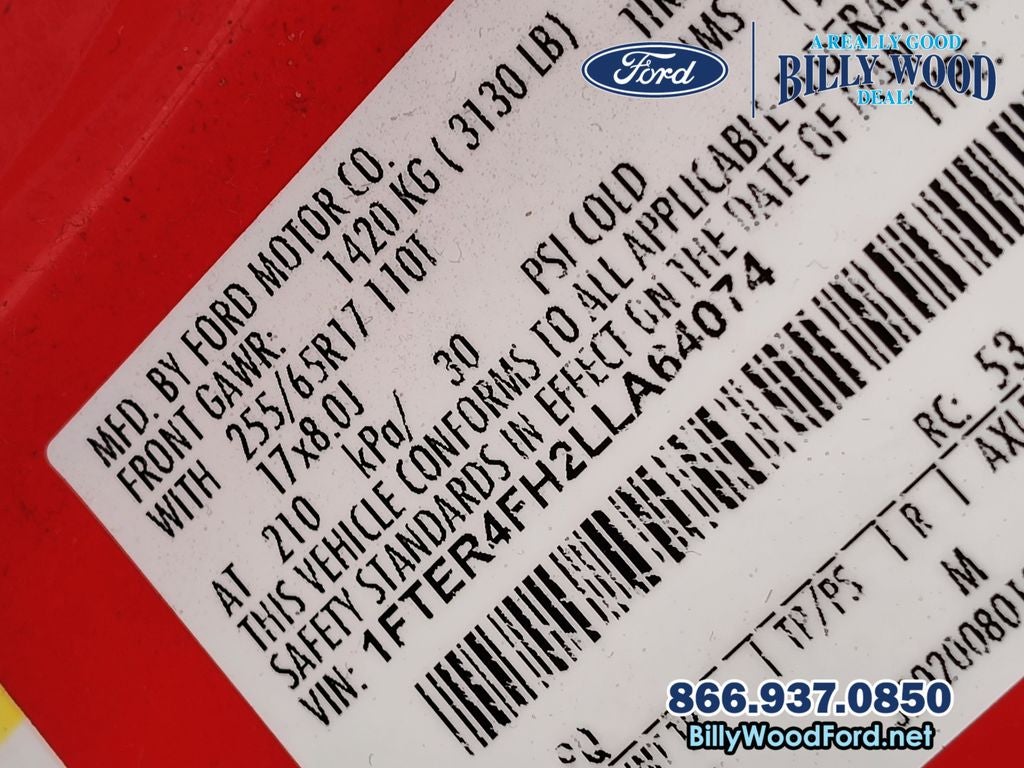 Ford
A REALLY GOOD
BILLY WOOD
DEAL!
MFD. BY FORD MOTOR CO.
FRONT GAWR: 1420 KG ( 3130 LB)
WITH 255/65R17 110T
17x8.0J
AT 210 kPa/ 30 PSI COLD
THIS VEHICLE CONFORMS TO ALL APPLICABLE
SAFETY STANDARDS IN EFFECT ON THE DATE OF
VIN: 1FTER4FH2LLA64074
RC: 53
TP/PS R
M
866.937.0850
BillyWoodFord.net